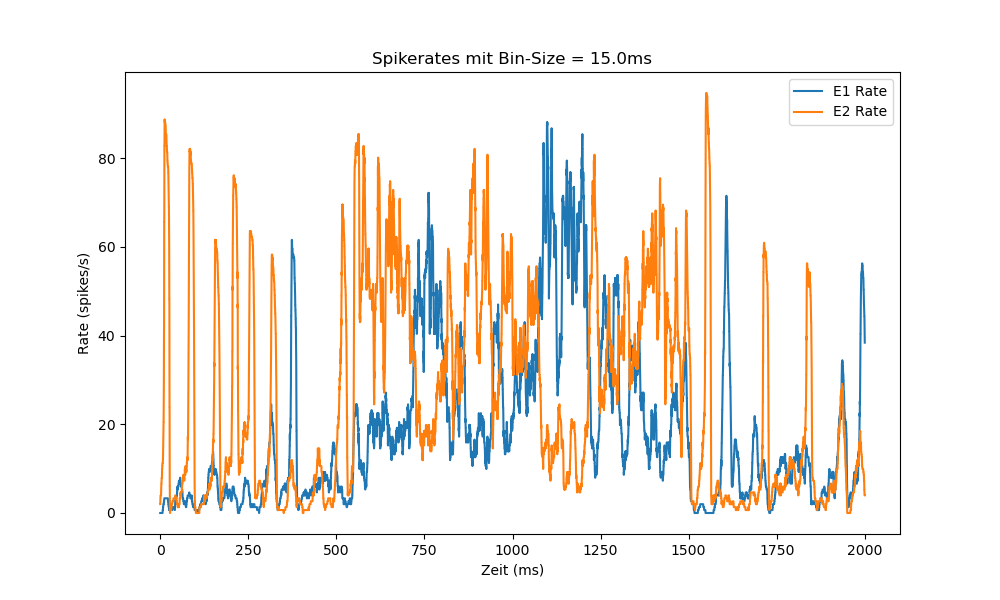 Spikerates mit Bin-Size = 15.0ms
E1 Rate
E2 Rate
Rate (spikes/s)
80
60
40
20
0
0 250 500 750 1000 1250 1500 1750 2000
Zeit (ms)